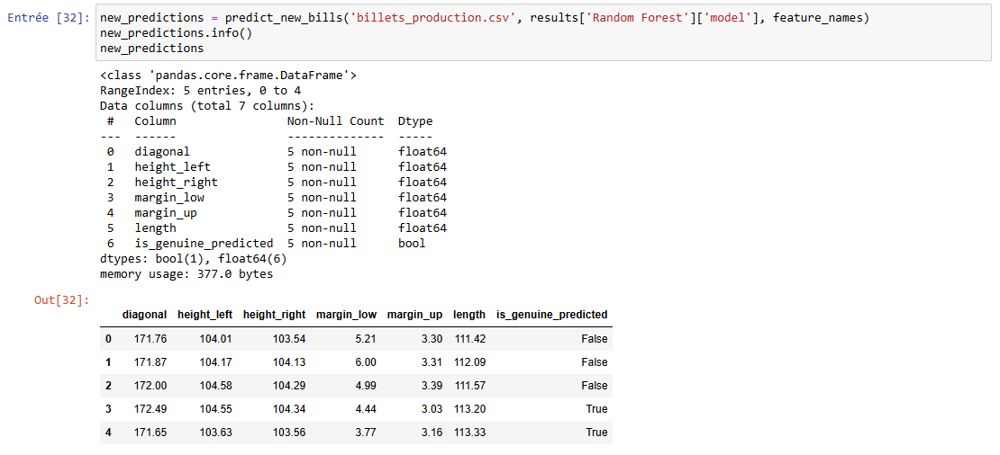 Entrée [32]: new_predictions = predict_new_bills('billets_production.csv', results['Random Forest']['model'], feature_names)
new_predictions.info()
new_predictions
<class 'pandas.core.frame.DataFrame'>
RangeIndex: 5 entries, 0 to 4
Data columns (total 7 columns):
 #   Column                Non-Null Count  Dtype
---  ------                --------------  -----
 0   diagonal              5 non-null      float64
 1   height_left           5 non-null      float64
 2   height_right          5 non-null      float64
 3   margin_low            5 non-null      float64
 4   margin_up             5 non-null      float64
 5   length                5 non-null      float64
 6   is_genuine_predicted  5 non-null      bool
dtypes: bool(1), float64(6)
memory usage: 377.0 bytes
Out[32]:
diagonal height_left height_right margin_low margin_up length is_genuine_predicted
0 171.76 104.01 103.54 5.21 3.30 111.42 False
1 171.87 104.17 104.13 6.00 3.31 112.09 False
2 172.00 104.58 104.29 4.99 3.39 111.57 False
3 172.49 104.55 104.34 4.44 3.03 113.20 True
4 171.65 103.63 103.56 3.77 3.16 113.33 True